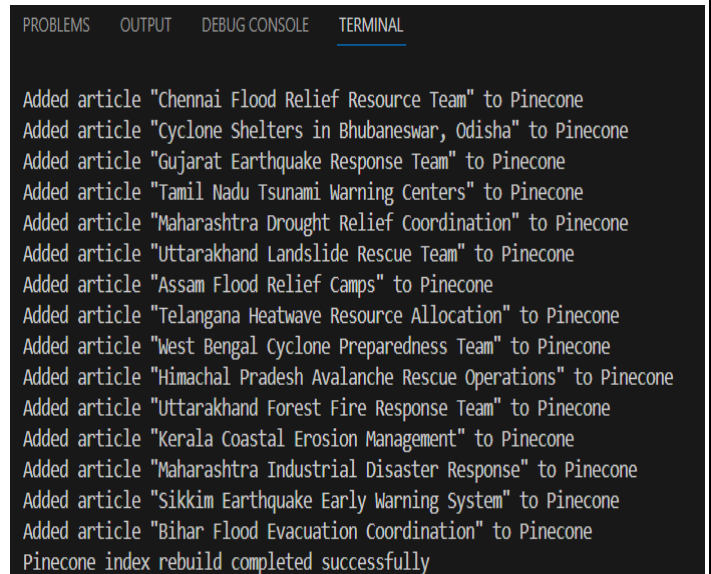 PROBLEMS OUTPUT DEBUG CONSOLE TERMINAL
Added article "Chennai Flood Relief Resource Team" to Pinecone
Added article "Cyclone Shelters in Bhubaneswar, Odisha" to Pinecone
Added article "Gujarat Earthquake Response Team" to Pinecone
Added article "Tamil Nadu Tsunami Warning Centers" to Pinecone
Added article "Maharashtra Drought Relief Coordination" to Pinecone
Added article "Uttarakhand Landslide Rescue Team" to Pinecone
Added article "Assam Flood Relief Camps" to Pinecone
Added article "Telangana Heatwave Resource Allocation" to Pinecone
Added article "West Bengal Cyclone Preparedness Team" to Pinecone
Added article "Himachal Pradesh Avalanche Rescue Operations" to Pinecone
Added article "Uttarakhand Forest Fire Response Team" to Pinecone
Added article "Kerala Coastal Erosion Management" to Pinecone
Added article "Maharashtra Industrial Disaster Response" to Pinecone
Added article "Sikkim Earthquake Early Warning System" to Pinecone
Added article "Bihar Flood Evacuation Coordination" to Pinecone
Pinecone index rebuild completed successfully